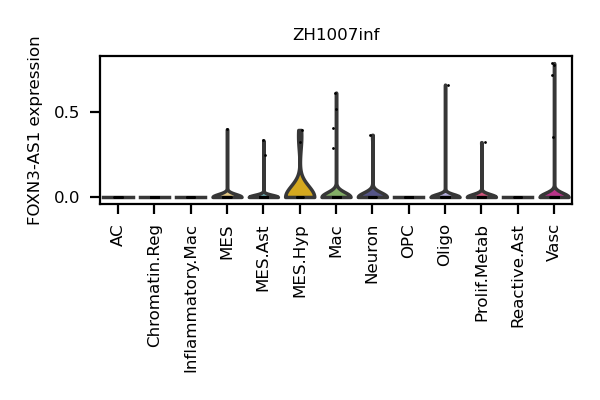 ZH1007inf
FOXN3-AS1 expression
0.5
0.0
AC
Chromatin.Reg
Inflammatory.Mac
MES
MES.Ast
MES.Hyp
Mac
Neuron
OPC
Oligo
Prolif.Metab
Reactive.Ast
Vasc